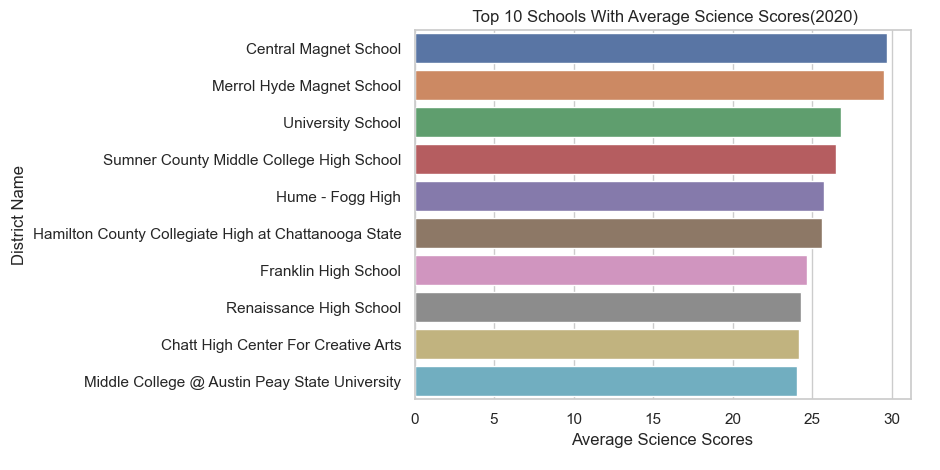 Top 10 Schools With Average Science Scores(2020)
District Name
Central Magnet School
Merrol Hyde Magnet School
University School
Sumner County Middle College High School
Hume - Fogg High
Hamilton County Collegiate High at Chattanooga State
Franklin High School
Renaissance High School
Chatt High Center For Creative Arts
Middle College @ Austin Peay State University
0 5 10 15 20 25 30
Average Science Scores